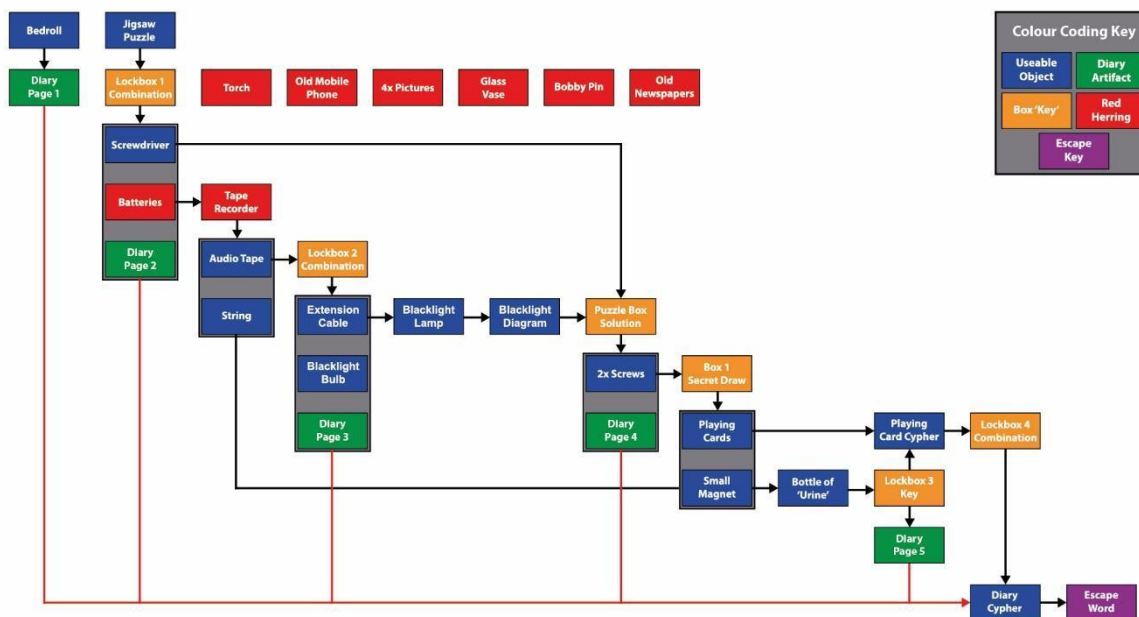 Bedroll
Jigsaw
Puzzle
Colour Coding Key
Useable
Object
Diary
Artifact
Box 'Key'
Red
Herring
Escape
Key
Diary
Page 1
Lockbox 1
Combination
Torch
Old Mobile
Phone
4x Pictures
Glass
Vase
Bobby Pin
Old
Newspapers
Screwdriver
Batteries
Tape
Recorder
Diary
Page 2
Audio Tape
Lockbox 2
Combination
String
Extension
Cable
Blacklight
Lamp
Blacklight
Diagram
Puzzle Box
Solution
Blacklight
Bulb
2x Screws
Box 1
Secret Draw
Diary
Page 3
Diary
Page 4
Playing
Cards
Playing
Card Cypher
Lockbox 4
Combination
Small
Magnet
Bottle of
'Urine'
Lockbox 3
Key
Diary
Page 5
Diary
Cypher
Escape
Word